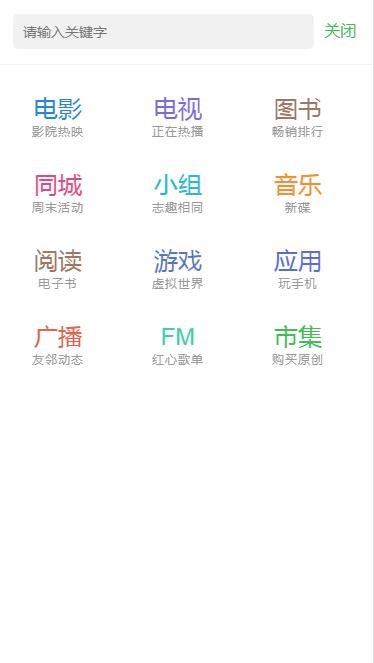 请输入关键字 关闭
电影 电视 图书
影院热映 正在热播 畅销排行
同城 小组 音乐
周末活动 志趣相同 新碟
阅读 游戏 应用
电子书 虚拟世界 玩手机
广播 FM 市集
友邻动态 红心歌单 购买原创